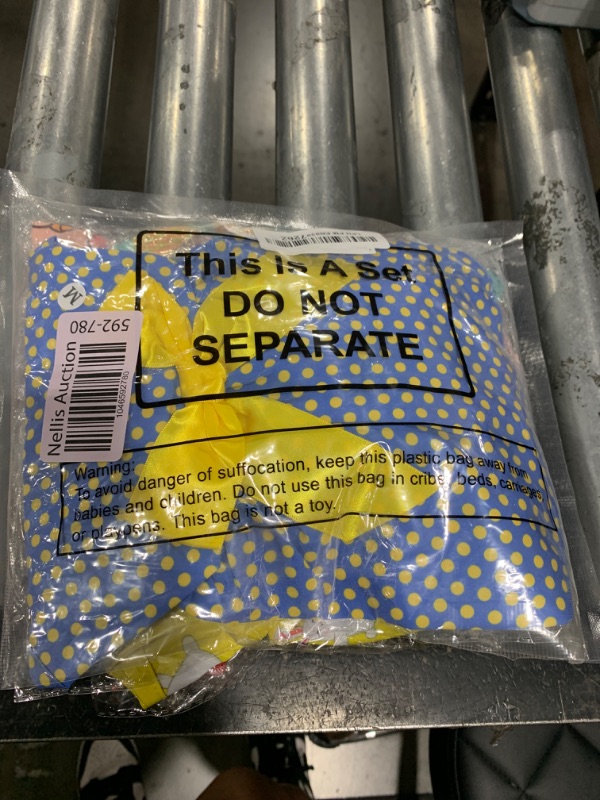 This Is A Set
DO NOT
SEPARATE
M
592-780
Nellis Auction
1046592780
Warning:
To avoid danger of suffocation, keep this plastic bag away from
babies and children. Do not use this bag in cribs, beds, carriages
or playpens. This bag is not a toy.